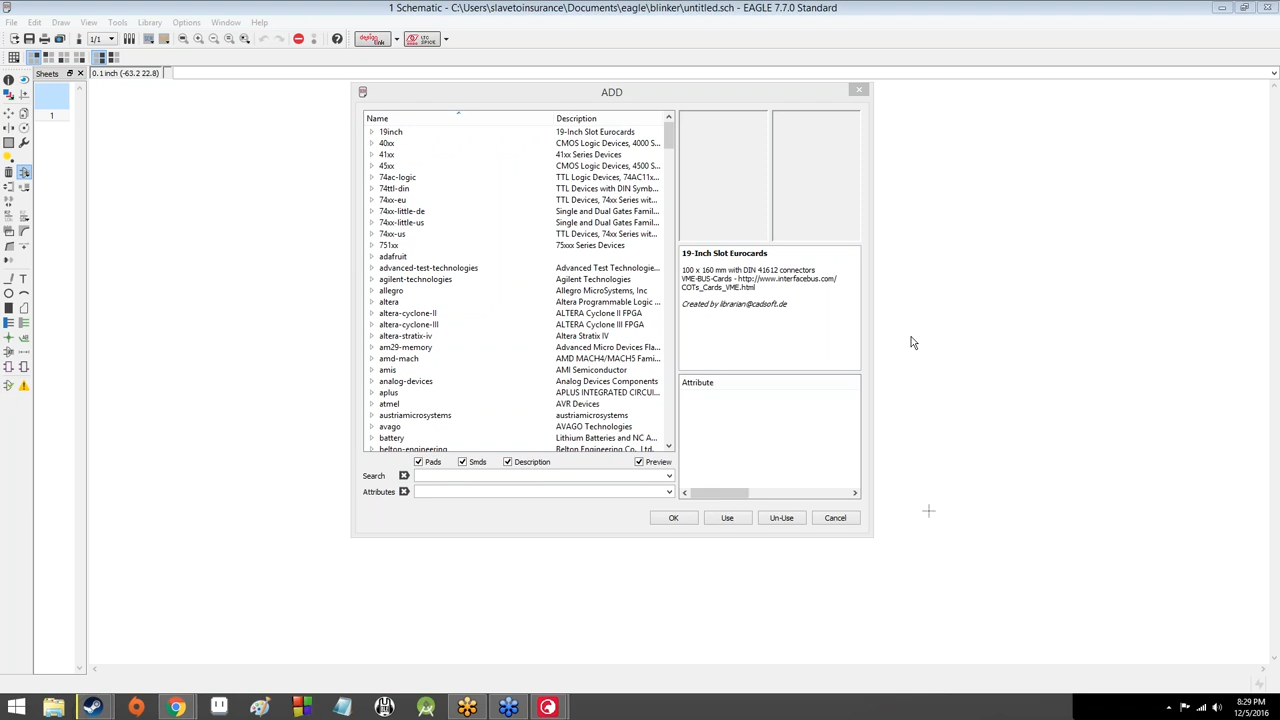 1 Schematic - C:\Users\slavetoinsurance\Documents\eagle\blinker\untitled.sch - EAGLE 7.7.0 Standard
File Edit Draw View Tools Library Options Window Help
1/1
design link
LTC SPICE
Sheets
0.1 inch (-63.2 22.8)
1
ADD
Name Description
19inch 19-Inch Slot Eurocards
40xx CMOS Logic Devices, 4000 S...
41xx 41xx Series Devices
45xx CMOS Logic Devices, 4500 S...
74ac-logic TTL Logic Devices, 74AC11x...
74ttl-din TTL Devices with DIN Symb...
74xx-eu TTL Devices, 74xx Series wit...
74xx-little-de Single and Dual Gates Famil...
74xx-little-us Single and Dual Gates Famil...
74xx-us TTL Devices, 74xx Series wit...
751xx 75xxx Series Devices
adafruit
advanced-test-technologies Advanced Test Technologie...
agilent-technologies Agilent Technologies
allegro Allegro MicroSystems, Inc
altera Altera Programmable Logic ...
altera-cyclone-II ALTERA Cyclone II FPGA
altera-cyclone-III ALTERA Cyclone III FPGA
altera-stratix-iv Altera Stratix IV
am29-memory Advanced Micro Devices Fla...
amd-mach AMD MACH4/MACH5 Fami...
amis AMI Semiconductor
analog-devices Analog Devices Components
aplus APLUS INTEGRATED CIRCUI...
atmel AVR Devices
austriamicrosystems austriamicrosystems
avago AVAGO Technologies
battery Lithium Batteries and NC A...
belton-engineering Belton Engineering Co., Ltd.
19-Inch Slot Eurocards
100 x 160 mm with DIN 41612 connectors
VME-BUS-Cards - http://www.interfacebus.com/
COTs_Cards_VME.html
Created by librarian@cadsoft.de
Attribute
Pads Smds Description Preview
Search
Attributes
OK Use Un-Use Cancel
8:29 PM
12/5/2016